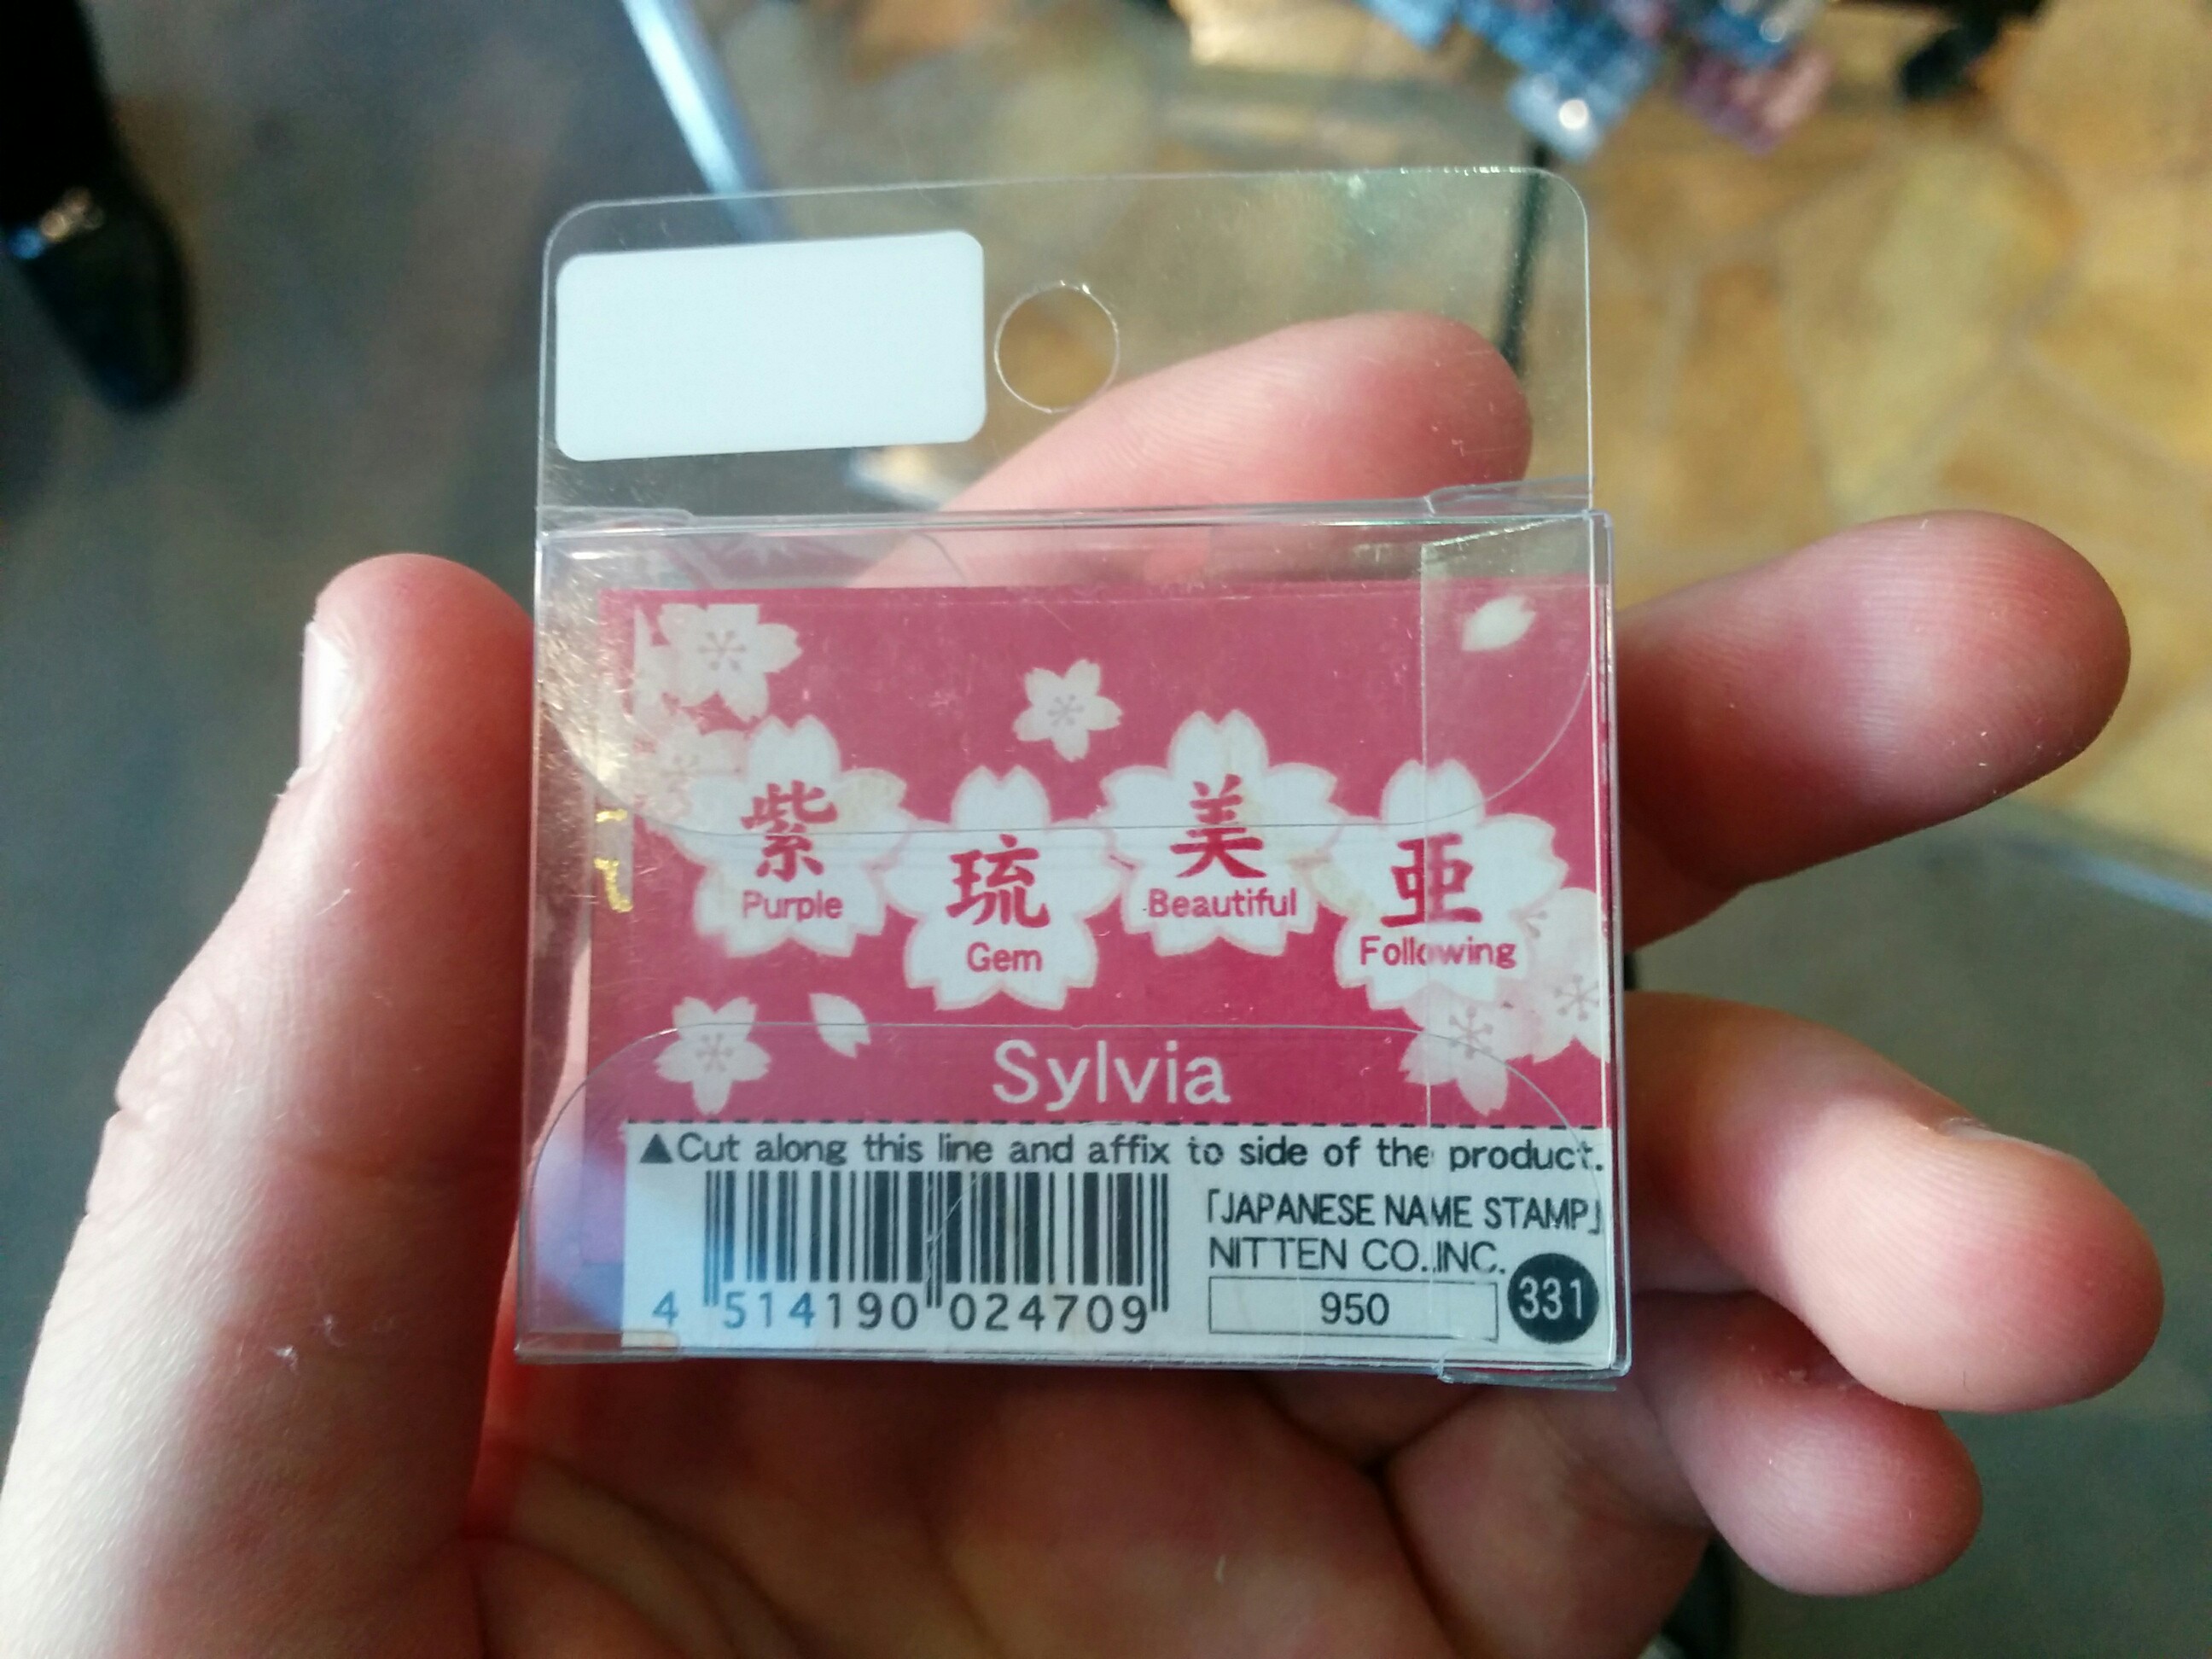 紫 琉 美 亜
Purple Gem Beautiful Following
Sylvia
▲Cut along this line and affix to side of the product.
「JAPANESE NAME STAMP」
NITTEN CO.,INC.
950 331
4 514190 024709